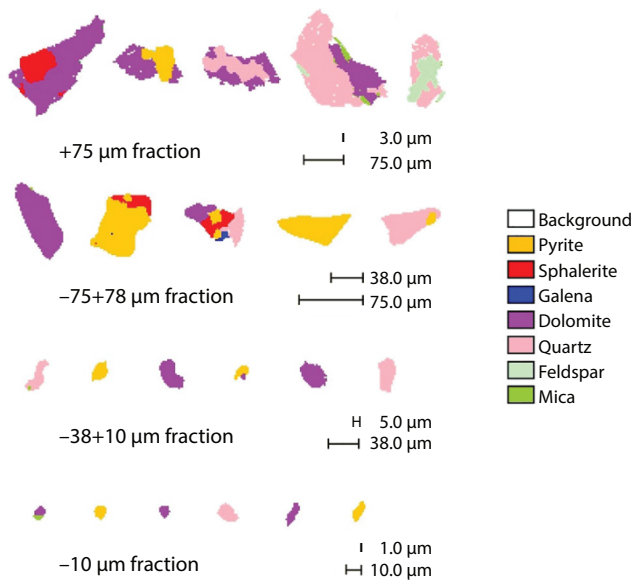 3.0 µm
+75 µm fraction
75.0 µm
38.0 µm
–75+78 µm fraction
75.0 µm
5.0 µm
–38+10 µm fraction
38.0 µm
1.0 µm
–10 µm fraction
10.0 µm
Background
Pyrite
Sphalerite
Galena
Dolomite
Quartz
Feldspar
Mica